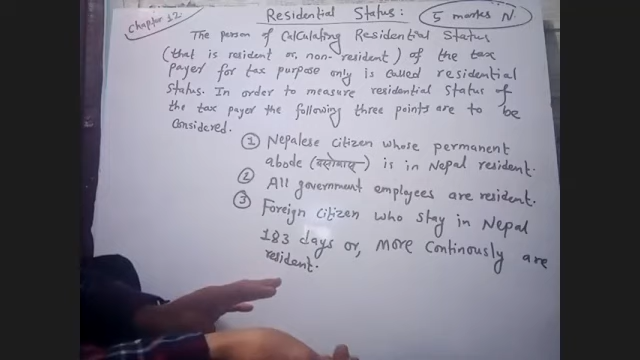 Chapter 12
Residential Status:
5 marks N.
The person of Calculating Residential Status
(that is resident or, non-resident) of the tax
payer for tax purpose only is called residential
Status. In order to measure residential status of
the tax payer the following three points are to be
Considered.
① Nepalese citizen whose permanent
abode (बसोबास) is in Nepal resident.
② All government employees are resident.
③ Foreign citizen who stay in Nepal
183 days or, more continously are
resident.